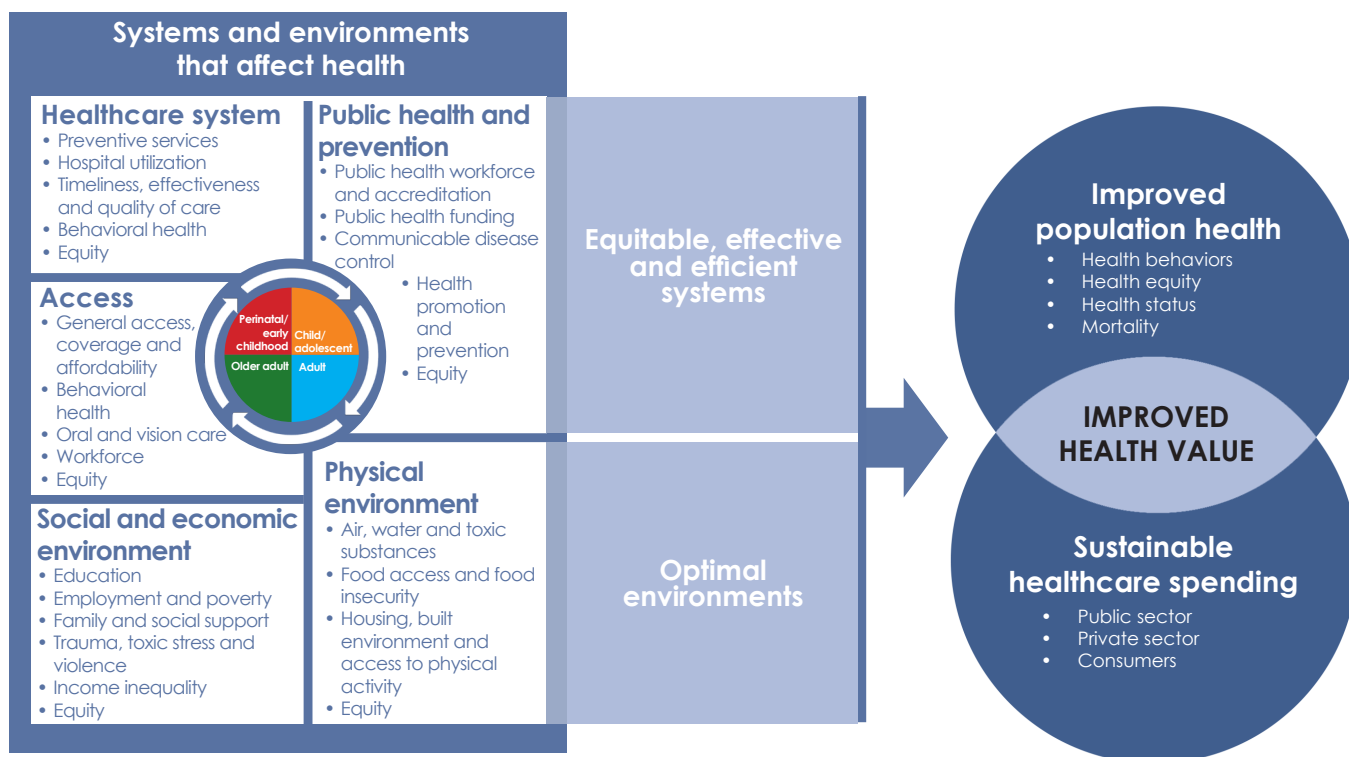 Systems and environments
that affect health
Healthcare system
• Preventive services
• Hospital utilization
• Timeliness, effectiveness
and quality of care
• Behavioral health
• Equity
Public health and
prevention
• Public health workforce
and accreditation
• Public health funding
• Communicable disease
control
• Health
promotion
and
prevention
• Equity
Access
• General access,
coverage and
affordability
• Behavioral
health
• Oral and vision care
• Workforce
• Equity
Perinatal/
early
childhood
Child/
adolescent
Older adult
Adult
Social and economic
environment
• Education
• Employment and poverty
• Family and social support
• Trauma, toxic stress and
violence
• Income inequality
• Equity
Physical
environment
• Air, water and toxic
substances
• Food access and food
insecurity
• Housing, built
environment and
access to physical
activity
• Equity
Equitable, effective
and efficient
systems
Optimal
environments
Improved
population health
• Health behaviors
• Health equity
• Health status
• Mortality
IMPROVED
HEALTH VALUE
Sustainable
healthcare spending
• Public sector
• Private sector
• Consumers